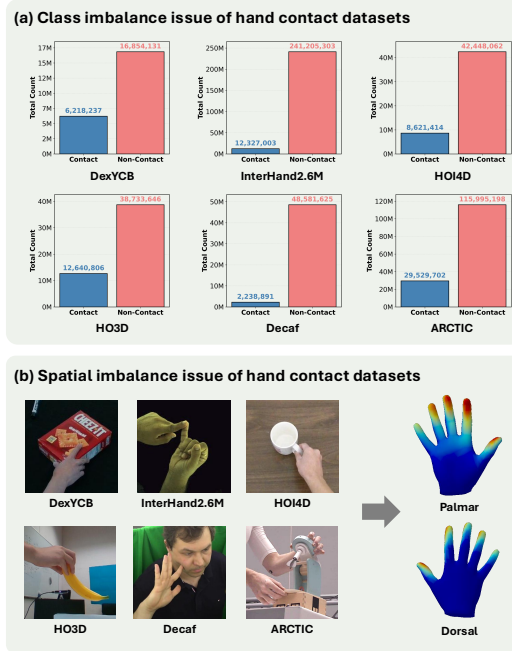 (a) Class imbalance issue of hand contact datasets
17M
15M
12M
10M
7M
5M
2M
0M
Total Count
6,218,237
16,854,131
Contact
Non-Contact
DexYCB
250M
200M
150M
100M
50M
0M
Total Count
12,327,003
241,205,303
Contact
Non-Contact
InterHand2.6M
40M
30M
20M
10M
0M
Total Count
8,621,414
42,448,062
Contact
Non-Contact
HOI4D
40M
30M
20M
10M
0M
Total Count
12,640,806
38,733,646
Contact
Non-Contact
HO3D
50M
40M
30M
20M
10M
0M
Total Count
2,238,891
48,581,625
Contact
Non-Contact
Decaf
120M
100M
80M
60M
40M
20M
0M
Total Count
29,529,702
115,995,198
Contact
Non-Contact
ARCTIC
(b) Spatial imbalance issue of hand contact datasets
CHEEZ-IT
DexYCB
InterHand2.6M
HOI4D
Palmar
HO3D
Decaf
ARCTIC
Dorsal